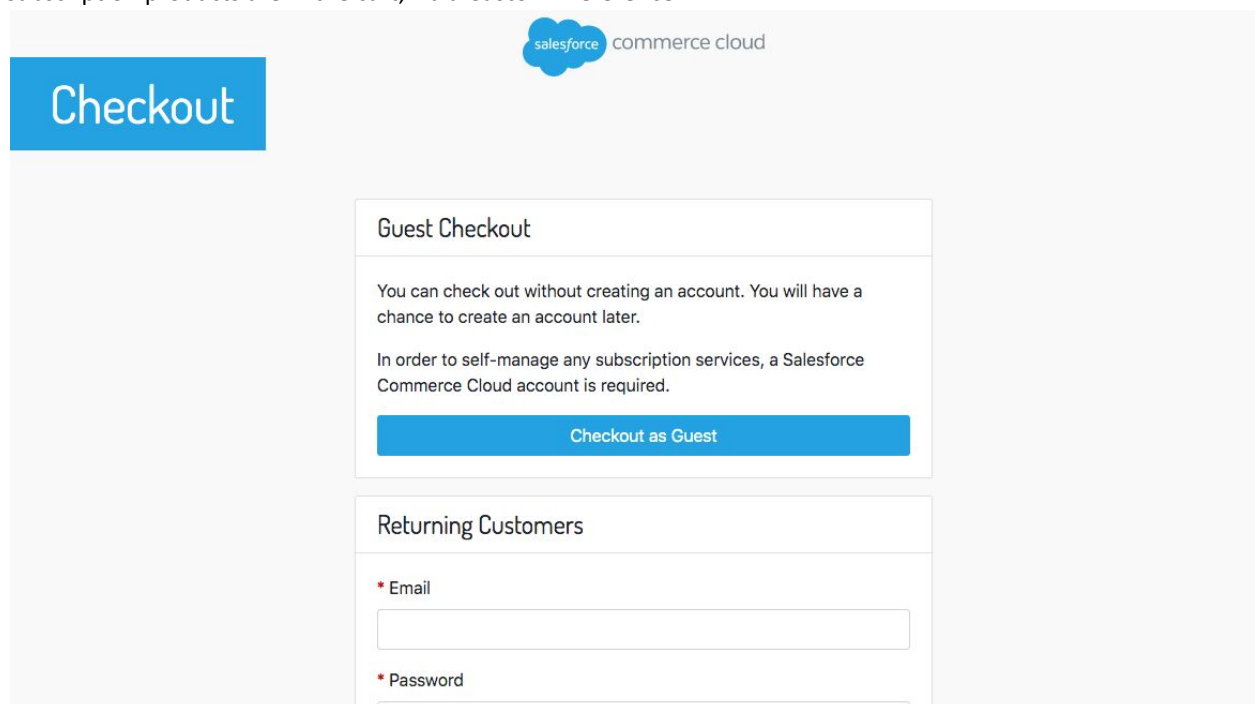 salesforce commerce cloud
Checkout
Guest Checkout
You can check out without creating an account. You will have a
chance to create an account later.
In order to self-manage any subscription services, a Salesforce
Commerce Cloud account is required.
Checkout as Guest
Returning Customers
* Email
* Password